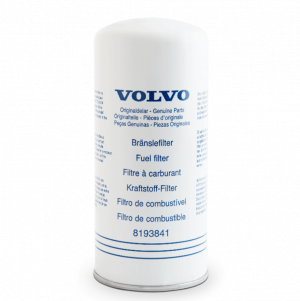 VOLVO
Originaldelar - Genuine Parts
Originalteile - Pièces d'origine
Peças Genuinas - Piezas Originales
Bränslefilter
Fuel filter
Filtre à carburant
Kraftstoff-Filter
Filtro de combustível
Filtro de combustible
8193841